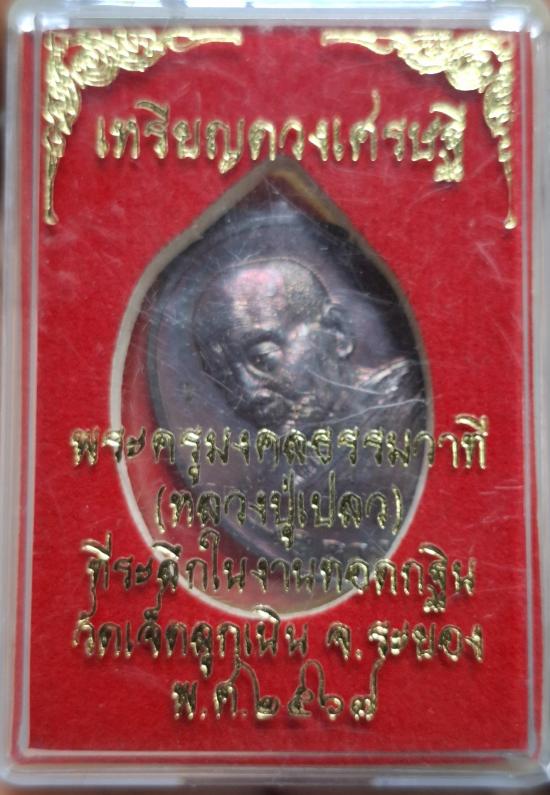 เหรียญดวงเศรษฐี
พระครูมงคลธรรมวาที
(หลวงปู่เปลว)
ที่ระลึกในงานทอดกฐิน
วัดเจ็ดลูกเนิน จ.ระยอง
พ.ศ.๒๕๖๗